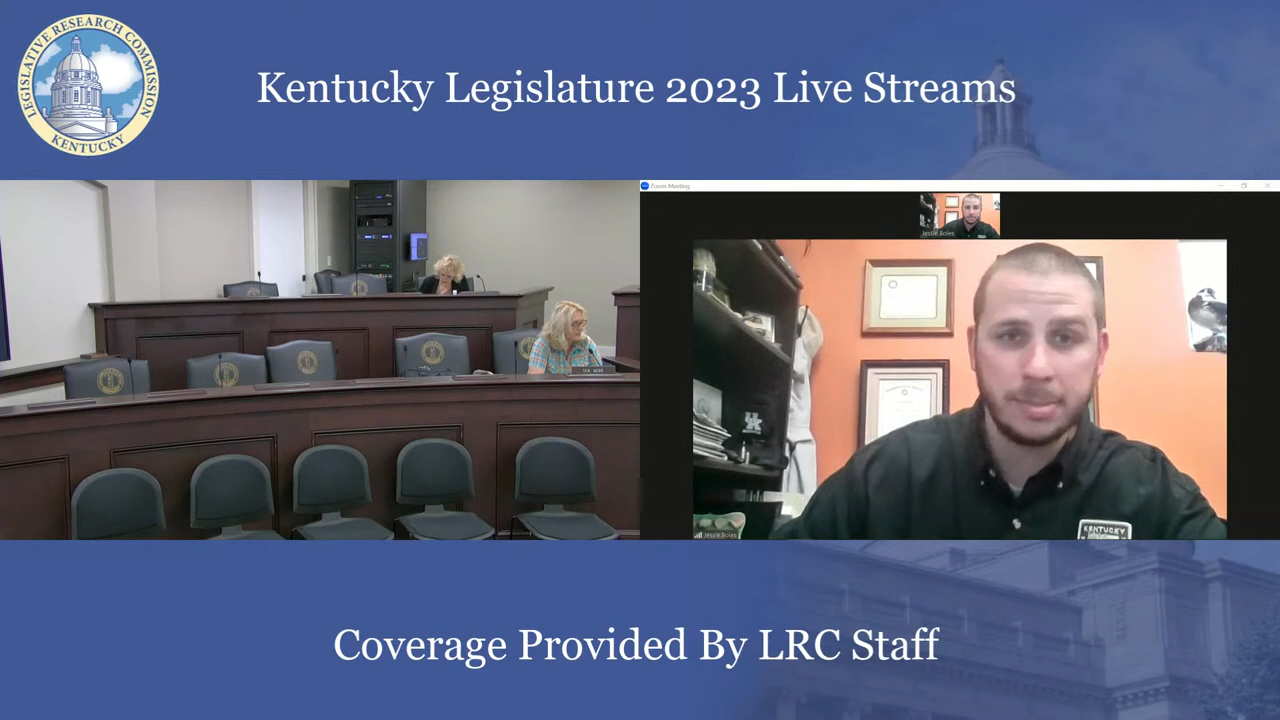 LEGISLATIVE RESEARCH COMMISSION
KENTUCKY
Kentucky Legislature 2023 Live Streams
Zoom Meeting
Jessie Boles
UK
KENTUCKY
Jessie Boles
Coverage Provided By LRC Staff